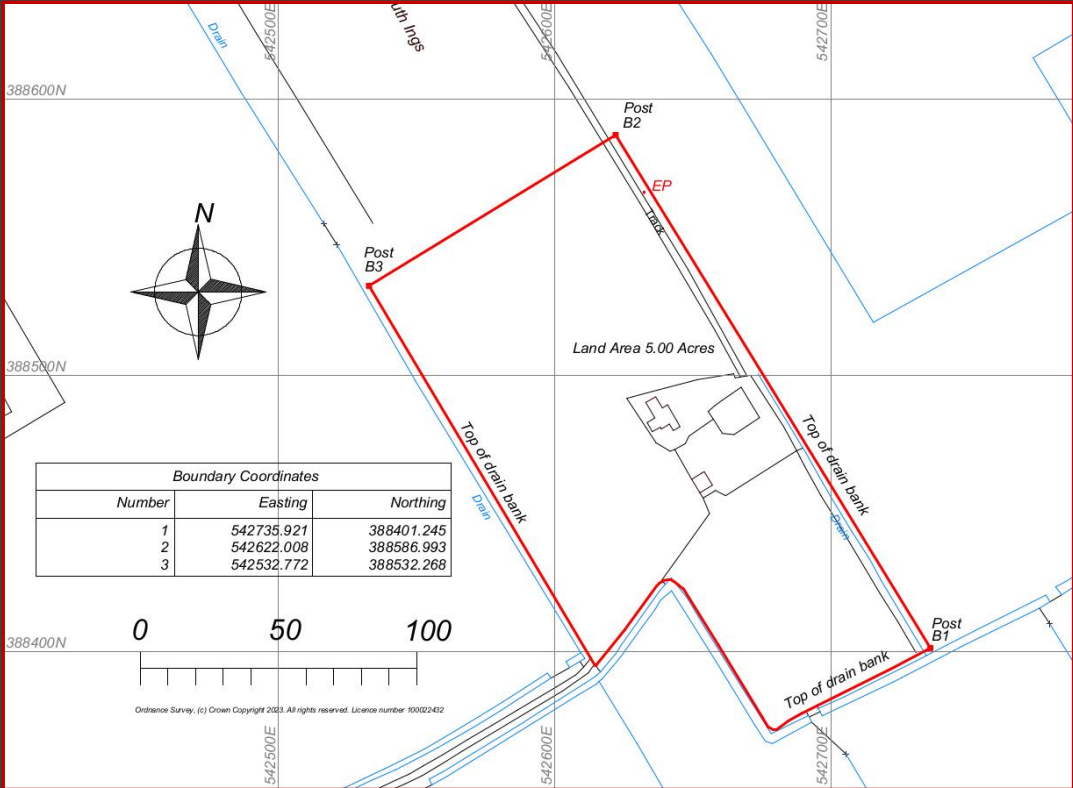 Drain
542500E
uth Ings
542600E
542700E
388600N
Post
B2
EP
Track
N
Post
B3
Land Area 5.00 Acres
388500N
Top of drain bank
Top of drain bank
Drain
Drain
Boundary Coordinates
Number Easting Northing
1 542735.921 388401.245
2 542622.008 388586.993
3 542532.772 388532.268
0 50 100
388400N
Post
B1
Top of drain bank
Ordnance Survey, (c) Crown Copyright 2023. All rights reserved. Licence number 100022432
542500E
542600E
542700E